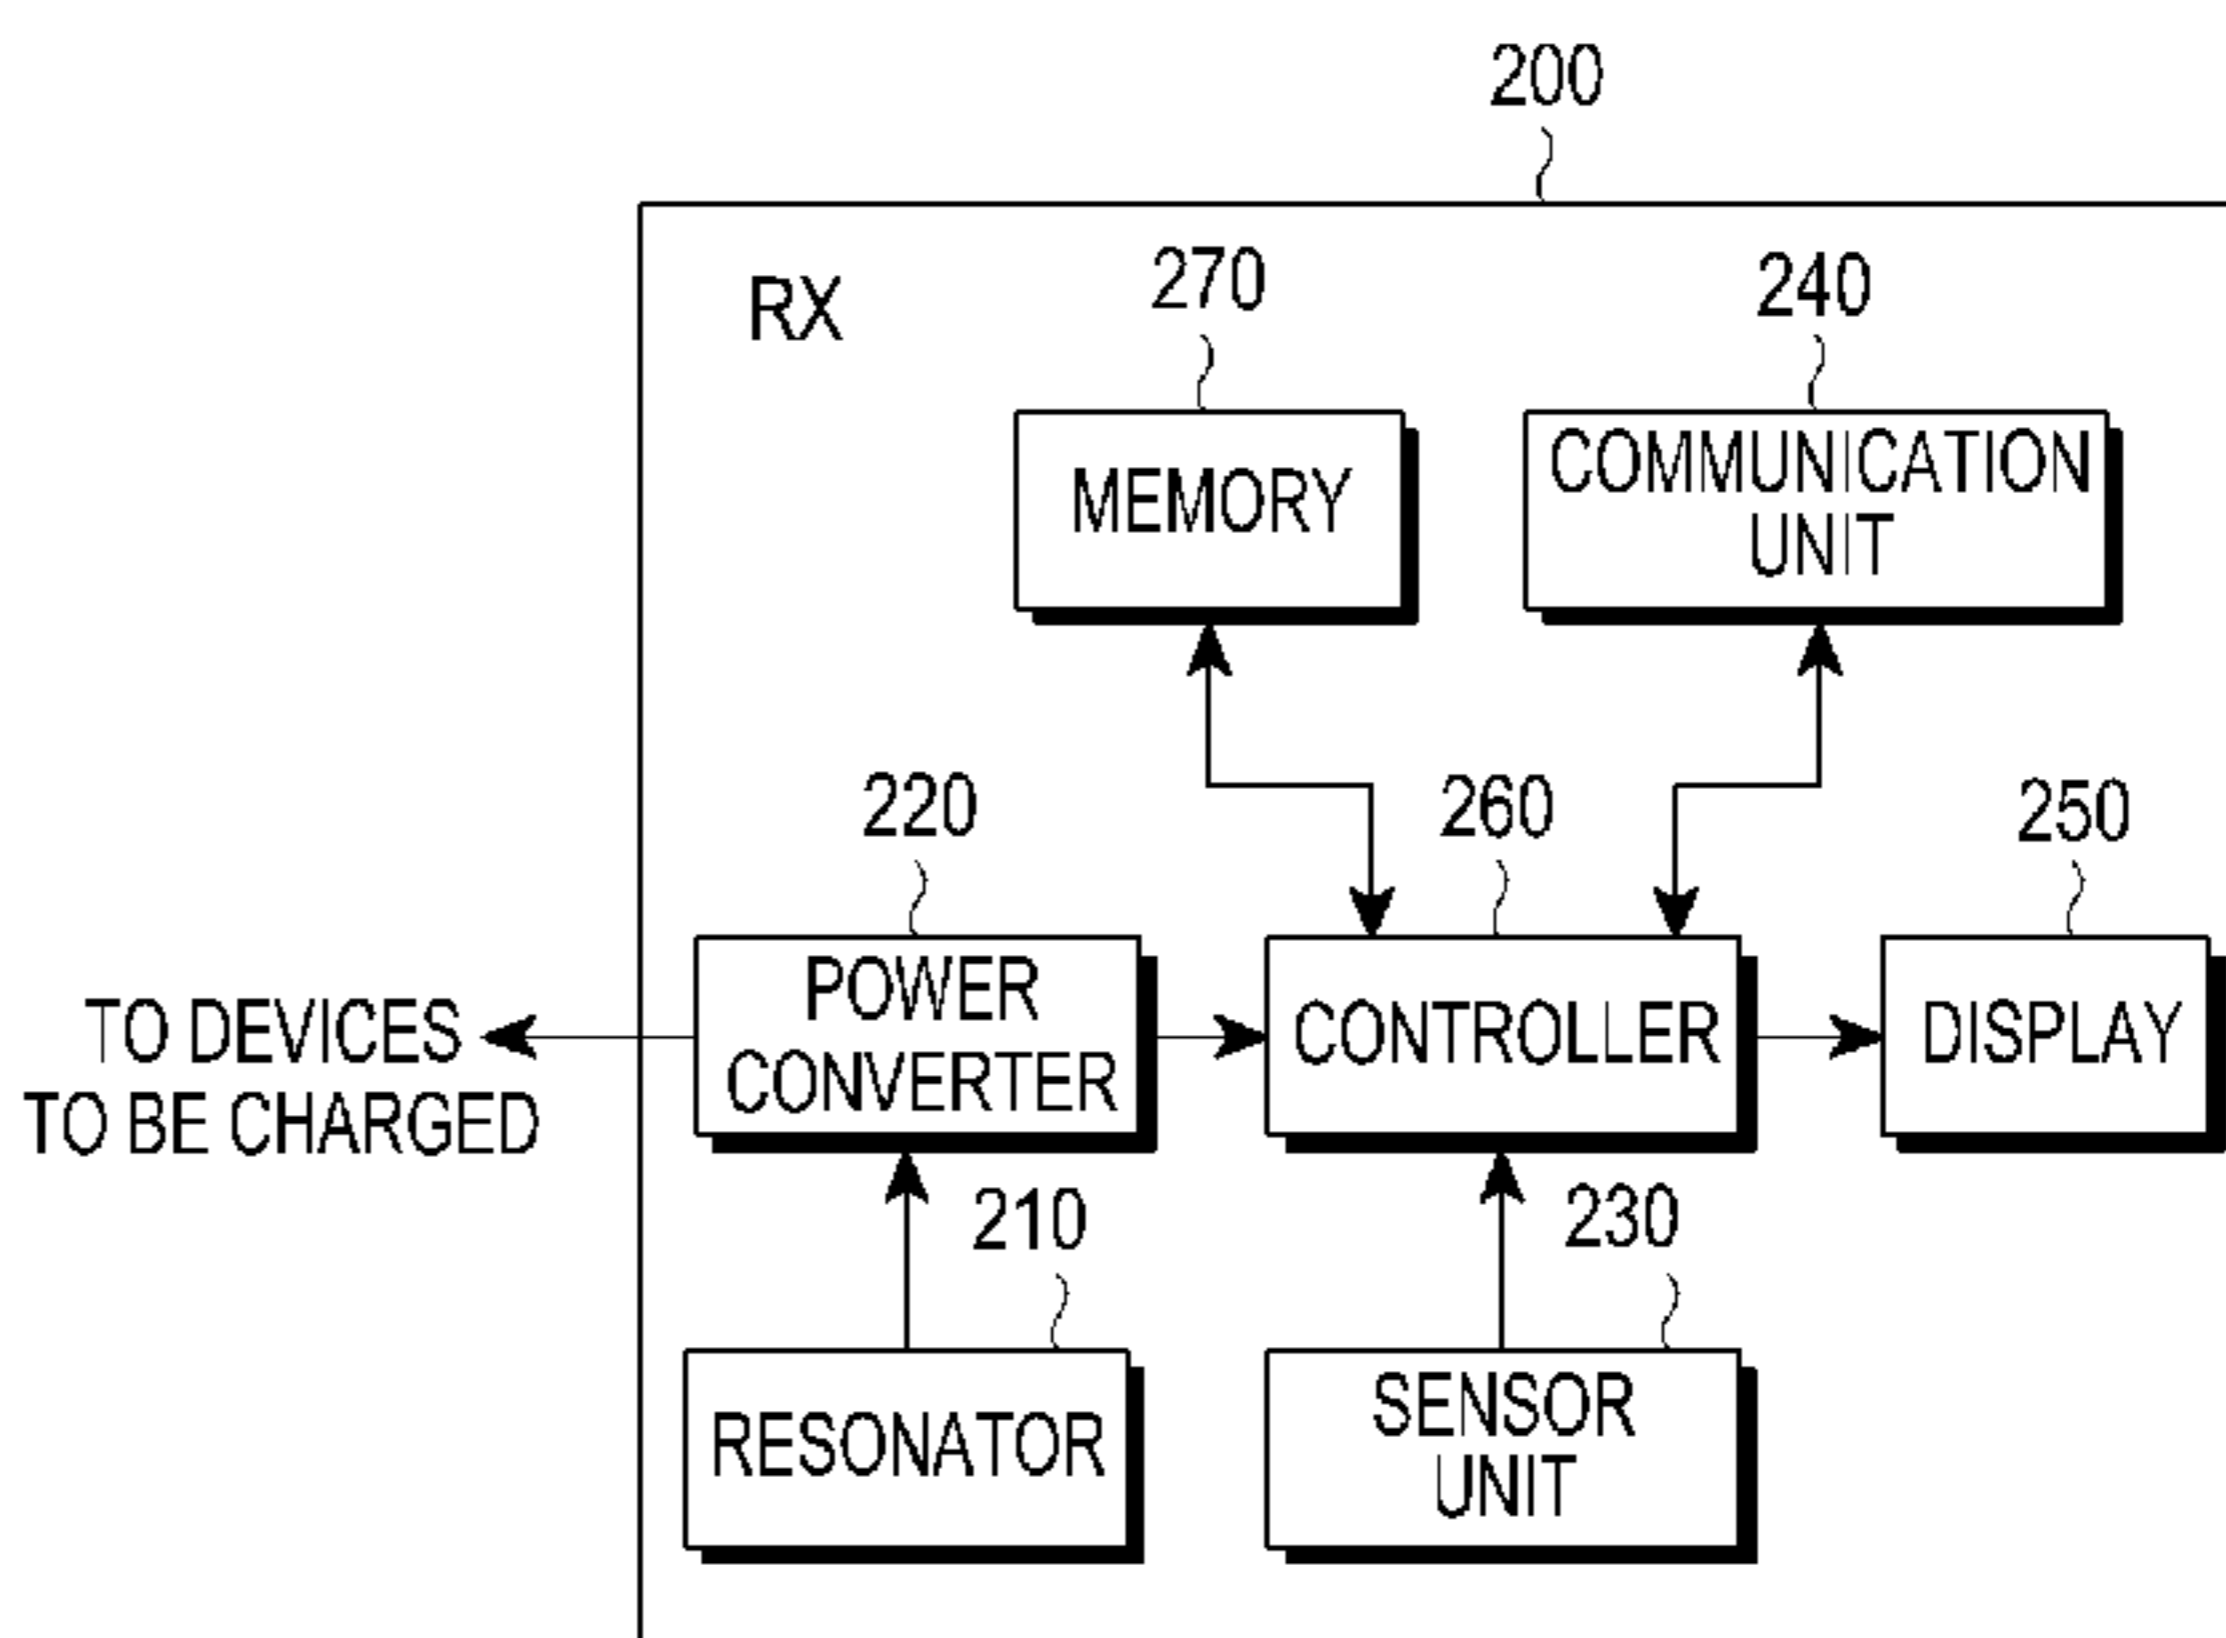 200
RX
270
240
MEMORY
COMMUNICATION
UNIT
220
260
250
POWER
CONVERTER
CONTROLLER
DISPLAY
TO DEVICES
TO BE CHARGED
210
230
RESONATOR
SENSOR
UNIT